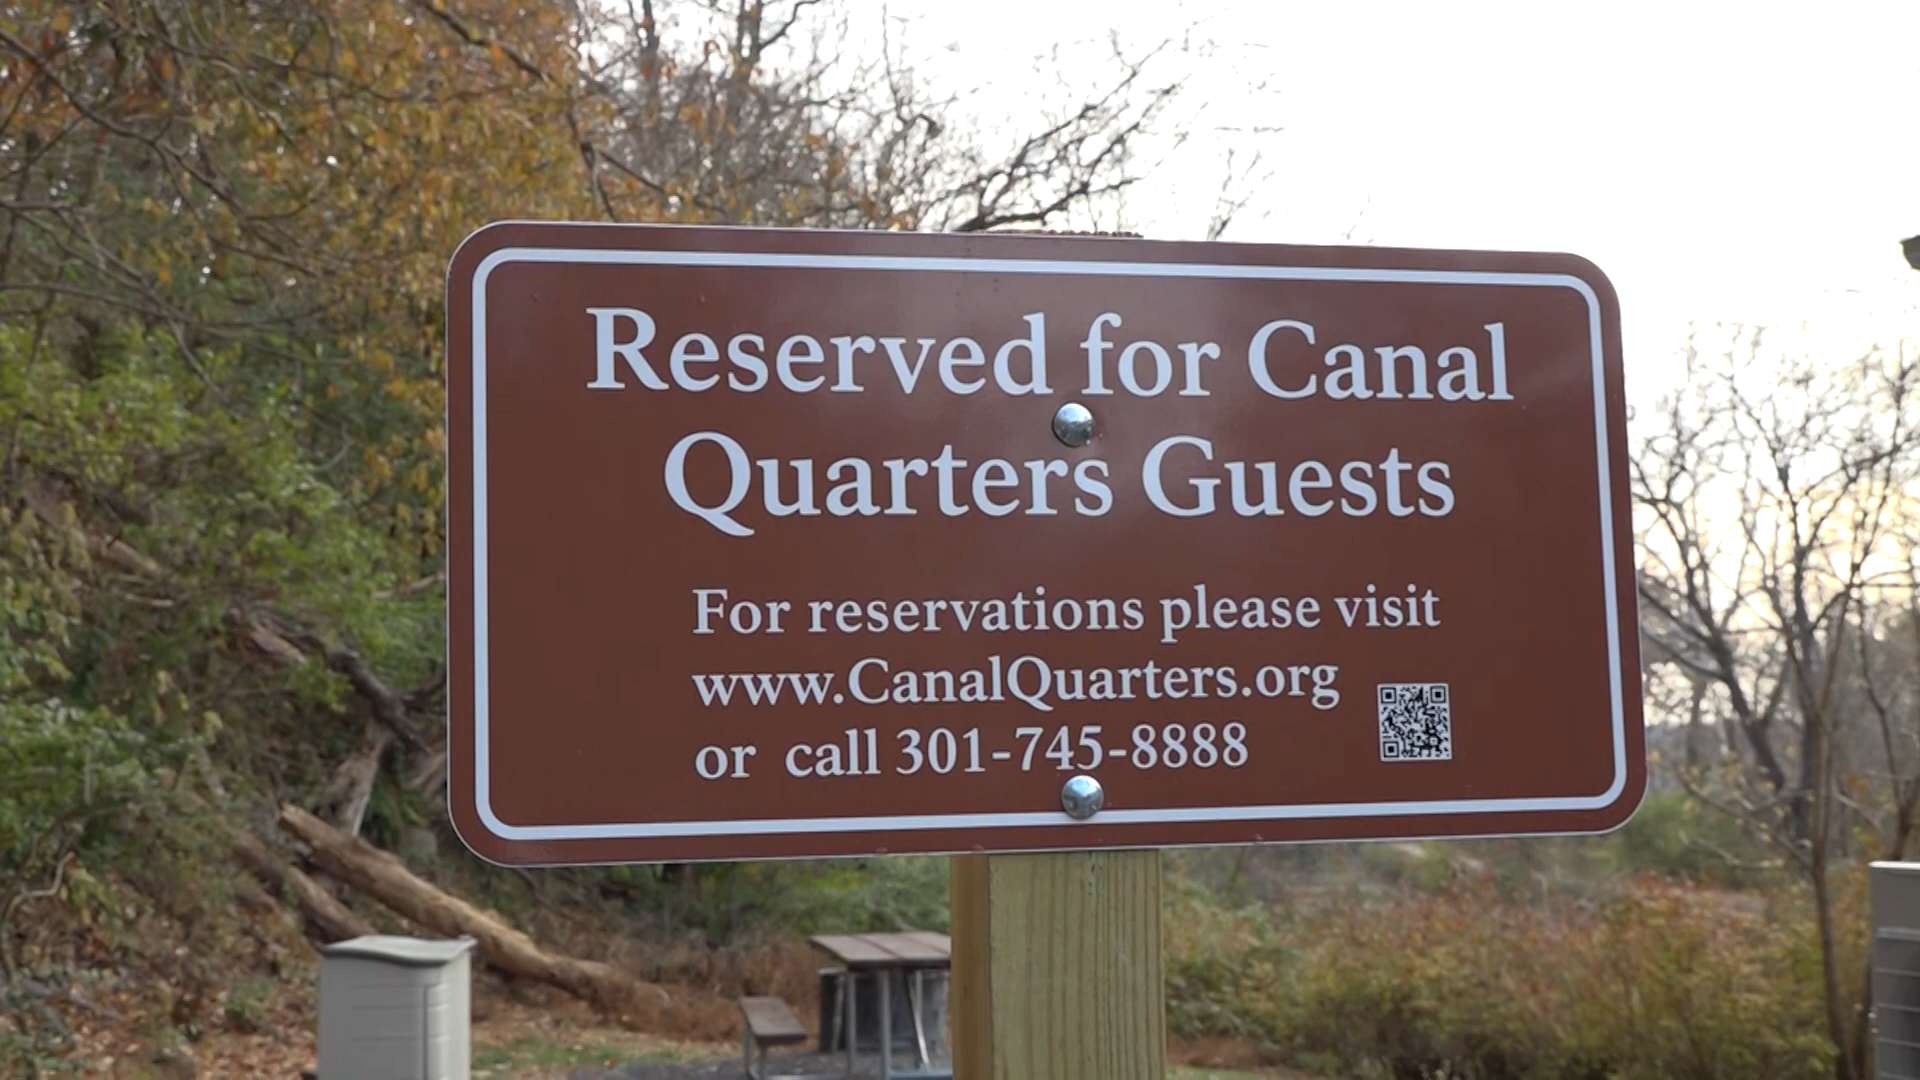 Reserved for Canal
Quarters Guests
For reservations please visit
www.CanalQuarters.org
or call 301-745-8888